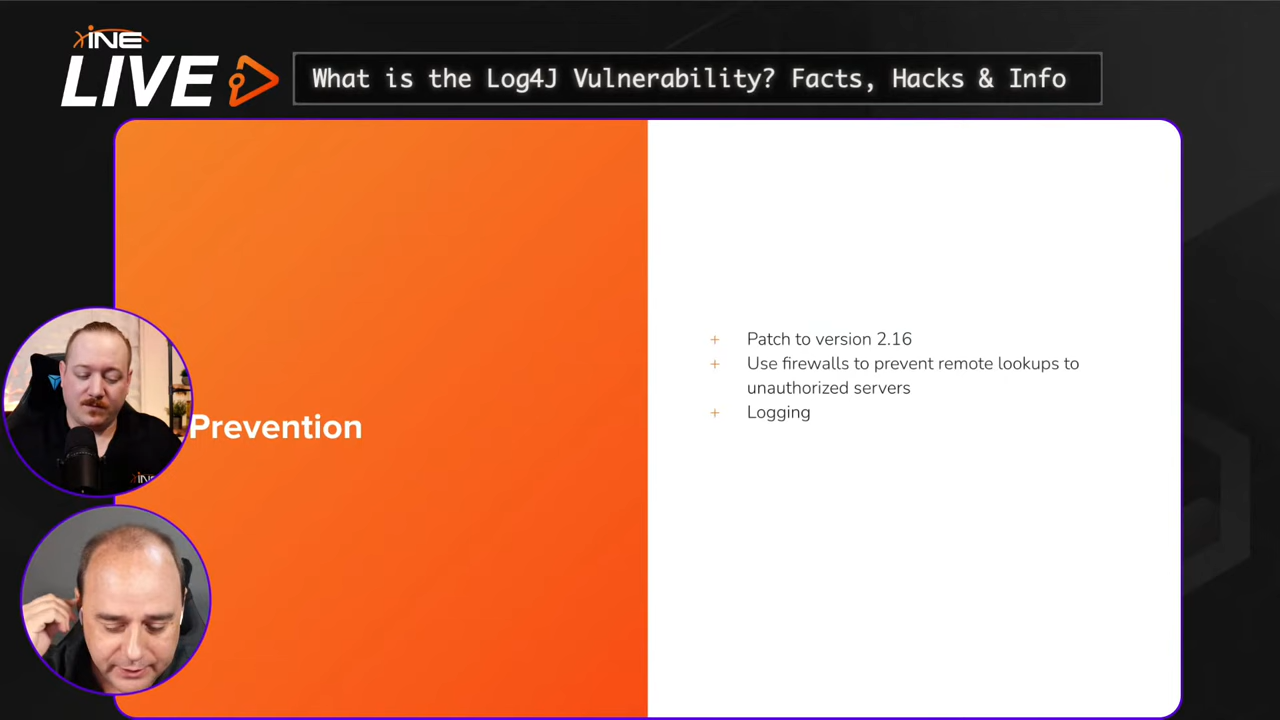 INE
LIVE
What is the Log4J Vulnerability? Facts, Hacks & Info
Prevention
+ Patch to version 2.16
+ Use firewalls to prevent remote lookups to
unauthorized servers
+ Logging
INE